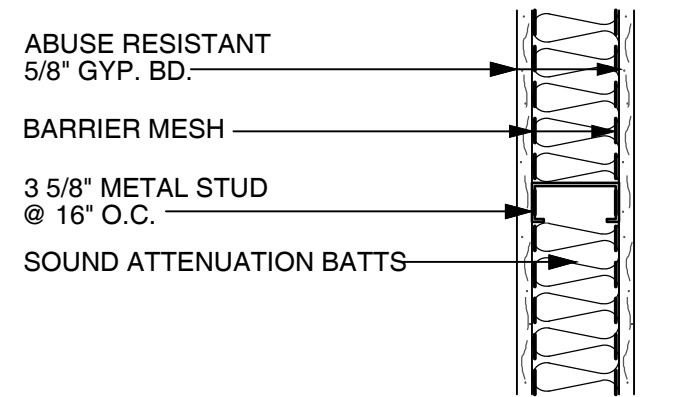 ABUSE RESISTANT
5/8" GYP. BD.
BARRIER MESH
3 5/8" METAL STUD
@ 16" O.C.
SOUND ATTENUATION BATTS